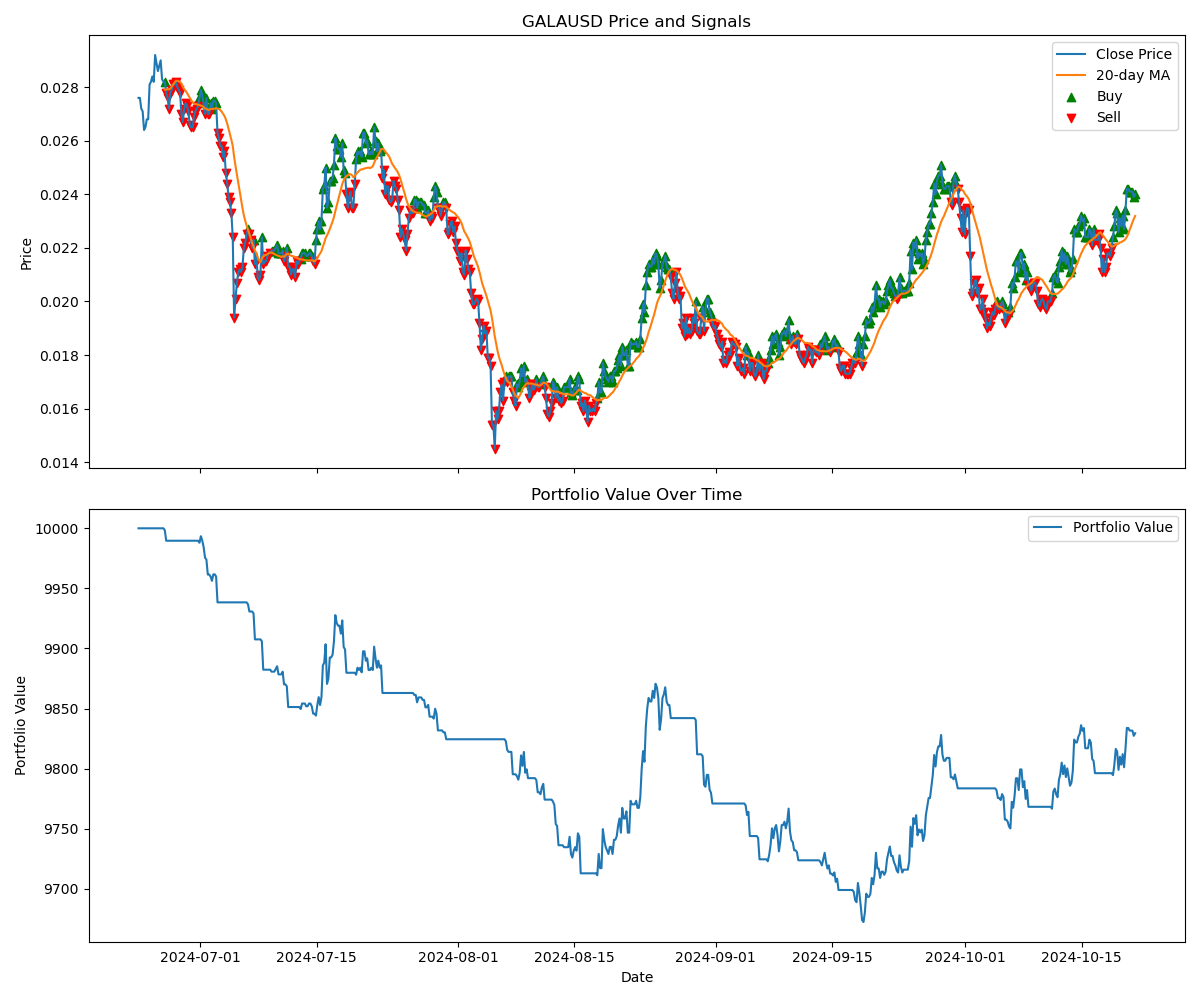 GALAUSD Price and Signals
Price
0.028
0.026
0.024
0.022
0.020
0.018
0.016
0.014
Close Price
20-day MA
Buy
Sell
Portfolio Value Over Time
Portfolio Value
10000
9950
9900
9850
9800
9750
9700
Portfolio Value
2024-07-01 2024-07-15 2024-08-01 2024-08-15 2024-09-01 2024-09-15 2024-10-01 2024-10-15
Date